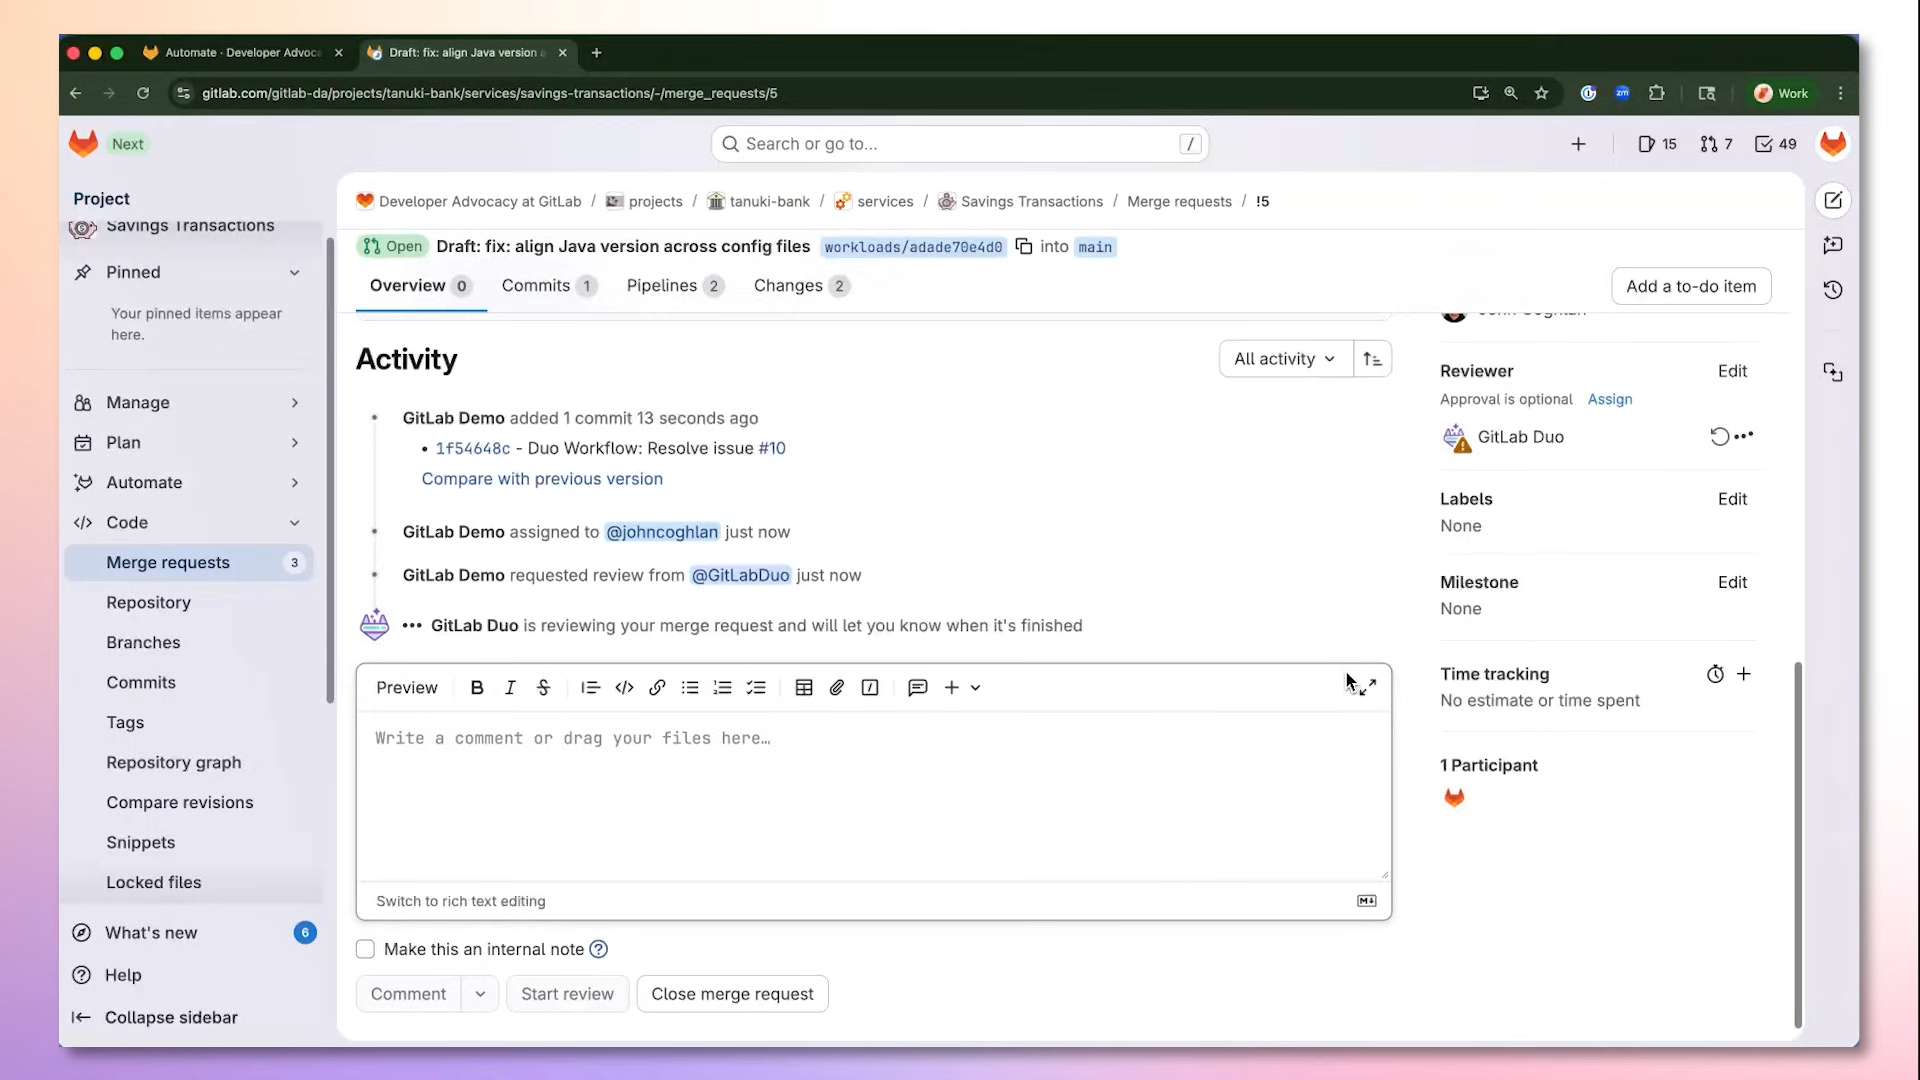 Automate · Developer Advoca
Draft: fix: align Java version a
gitlab.com/gitlab-da/projects/tanuki-bank/services/savings-transactions/-/merge_requests/5
zm
Work
Next
Search or go to...
/
15
7
49
Project
Savings Transactions
Pinned
Your pinned items appear
here.
Manage
Plan
Automate
Code
Merge requests 3
Repository
Branches
Commits
Tags
Repository graph
Compare revisions
Snippets
Locked files
What's new 6
Help
Collapse sidebar
Developer Advocacy at GitLab / projects / tanuki-bank / services / Savings Transactions / Merge requests / !5
Open Draft: fix: align Java version across config files workloads/adade70e4d0 into main
Overview 0 Commits 1 Pipelines 2 Changes 2
Add a to-do item
Activity
All activity
GitLab Demo added 1 commit 13 seconds ago
• 1f54648c - Duo Workflow: Resolve issue #10
Compare with previous version
GitLab Demo assigned to @johncoghlan just now
GitLab Demo requested review from @GitLabDuo just now
••• GitLab Duo is reviewing your merge request and will let you know when it's finished
Preview B I S
Write a comment or drag your files here…
Switch to rich text editing
Make this an internal note
Comment
Start review
Close merge request
John Coghlan
Reviewer Edit
Approval is optional Assign
GitLab Duo
Labels Edit
None
Milestone Edit
None
Time tracking
No estimate or time spent
1 Participant